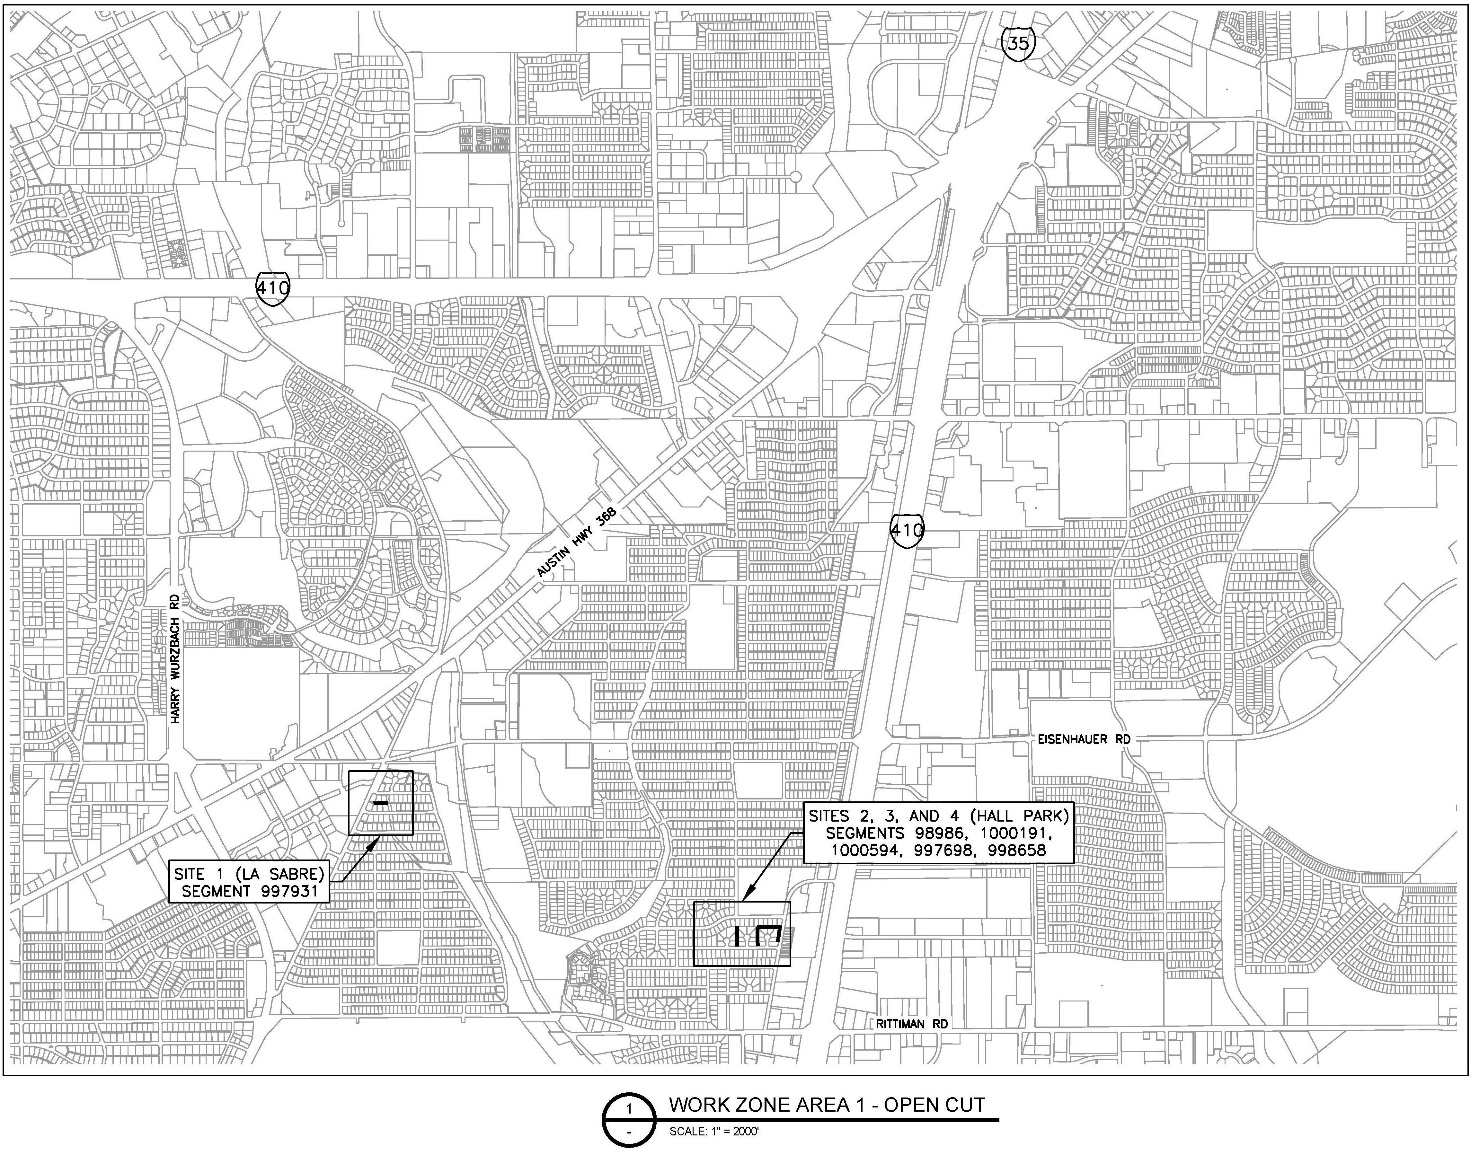 35
410
AUSTIN HWY 368
410
HARRY WURZBACH RD
EISENHAUER RD
SITES 2, 3, AND 4 (HALL PARK)
SEGMENTS 98986, 1000191,
1000594, 997698, 998658
SITE 1 (LA SABRE)
SEGMENT 997931
RITTIMAN RD
1
-
WORK ZONE AREA 1 - OPEN CUT
SCALE: 1" = 2000'